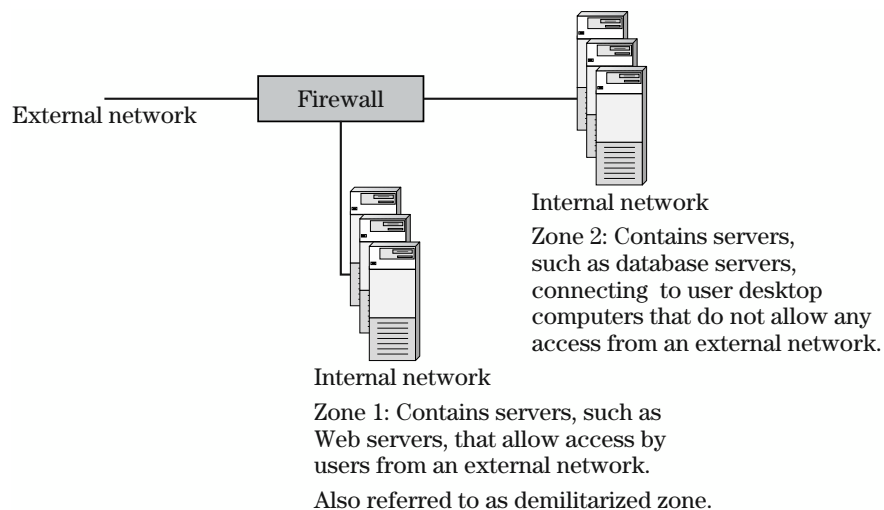 Firewall
External network
Internal network
Zone 2: Contains servers,
such as database servers,
connecting to user desktop
computers that do not allow any
access from an external network.
Internal network
Zone 1: Contains servers, such as
Web servers, that allow access by
users from an external network.
Also referred to as demilitarized zone.